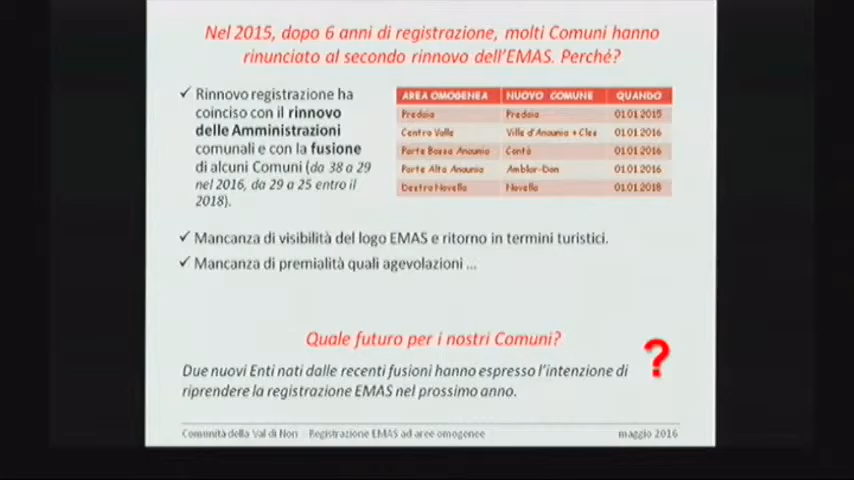 Nel 2015, dopo 6 anni di registrazione, molti Comuni hanno
rinunciato al secondo rinnovo dell'EMAS. Perché?
✓ Rinnovo registrazione ha
coinciso con il rinnovo
delle Amministrazioni
comunali e con la fusione
di alcuni Comuni (da 38 a 29
nel 2016, da 29 a 25 entro il
2018).
AREA OMOGENEA NUOVO COMUNE QUANDO
Predaia Predaia 01.01.2015
Centro Valle Ville d'Anaunia + Cles 01.01.2016
Parte Bassa Anaunia Contà 01.01.2016
Parte Alta Anaunia Amblar-Don 01.01.2016
Destra Novella Novella 01.01.2018
✓ Mancanza di visibilità del logo EMAS e ritorno in termini turistici.
✓ Mancanza di premialità quali agevolazioni ...
Quale futuro per i nostri Comuni?
?
Due nuovi Enti nati dalle recenti fusioni hanno espresso l'intenzione di
riprendere la registrazione EMAS nel prossimo anno.
Comunità della Val di Non - Registrazione EMAS ad aree omogenee maggio 2016